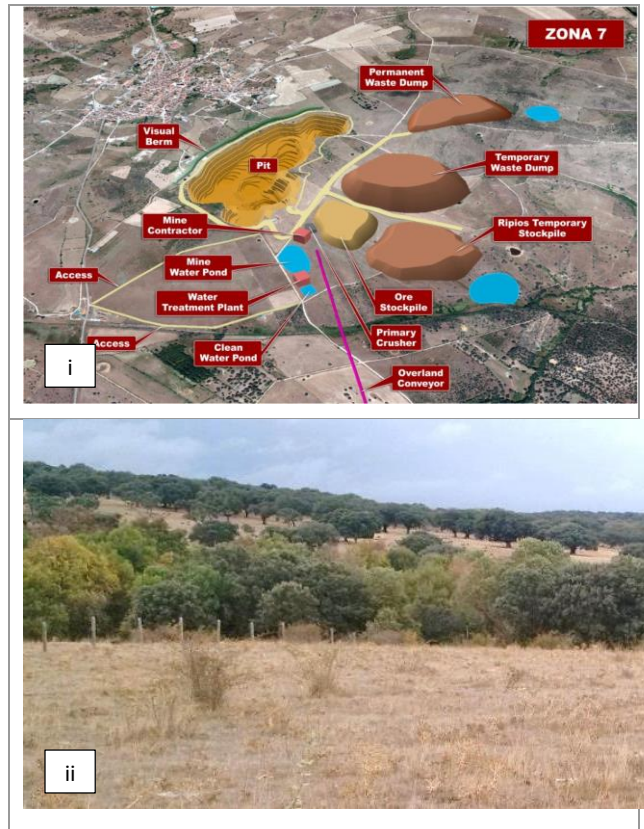 ZONA 7
Permanent
Waste Dump
Visual
Berm
Pit
Temporary
Waste Dump
Mine
Contractor
Ripios Temporary
Stockpile
Mine
Water Pond
Access
Water
Treatment Plant
Ore
Stockpile
Access
Clean
Water Pond
Primary
Crusher
Overland
Conveyor
i
ii